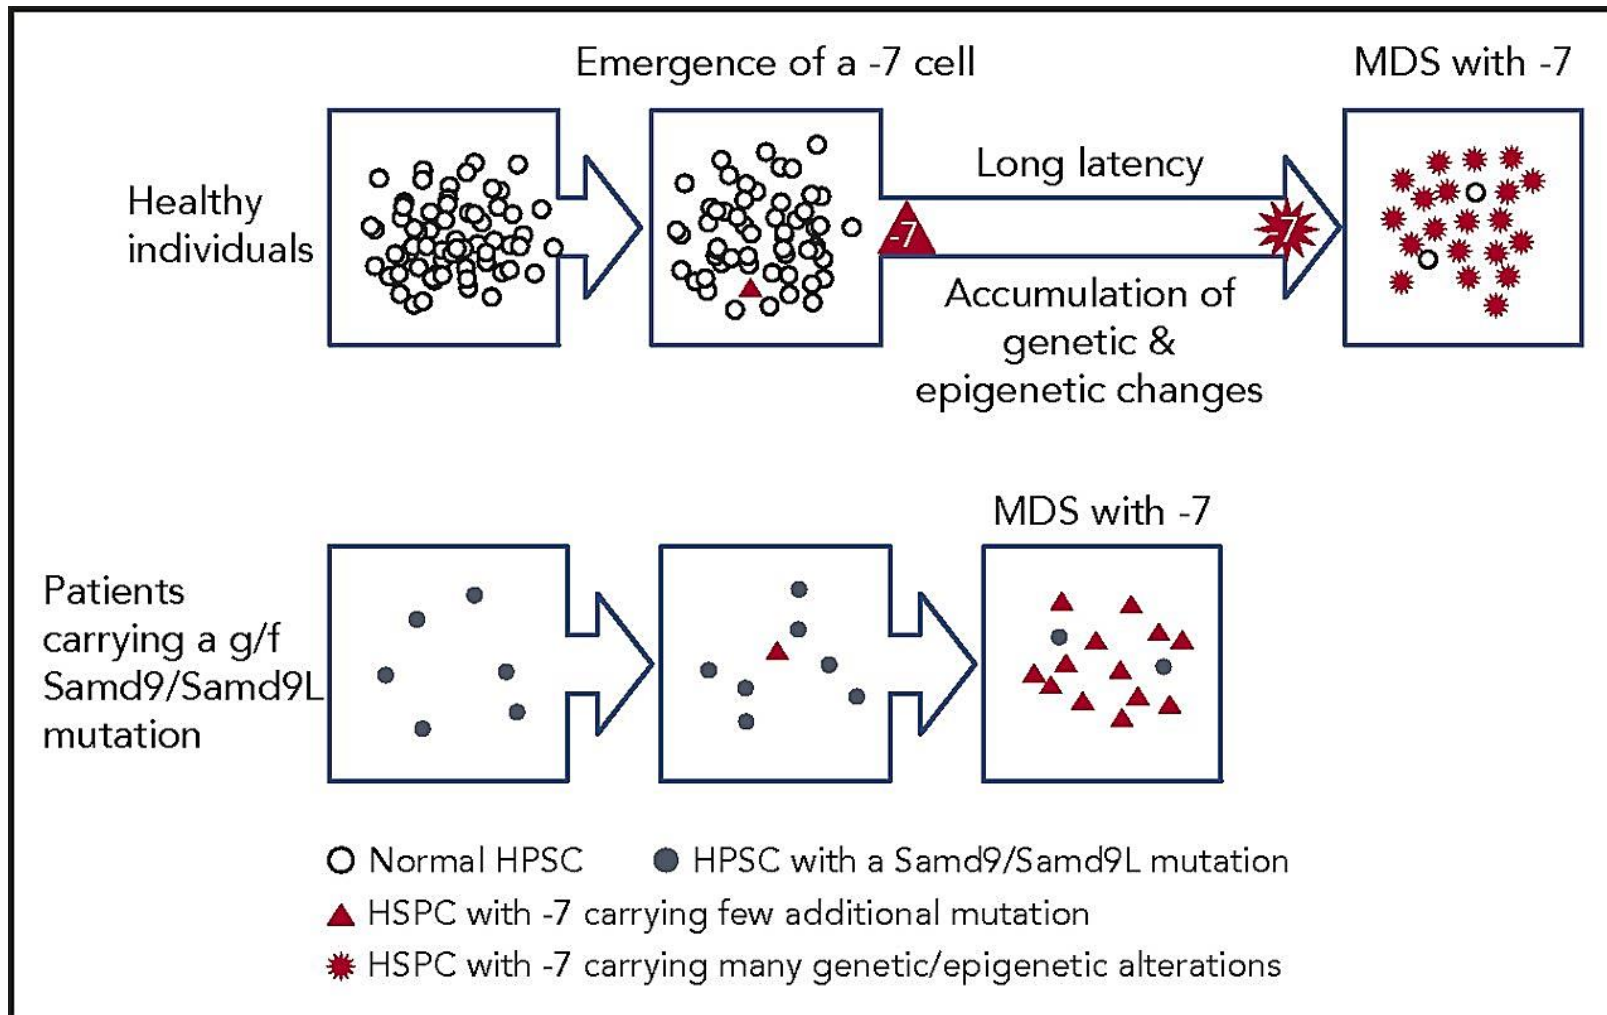 Emergence of a -7 cell
MDS with -7
Healthy
individuals
Long latency
-7
-7
Accumulation of
genetic &
epigenetic changes
MDS with -7
Patients
carrying a g/f
Samd9/Samd9L
mutation
Normal HPSC
HPSC with a Samd9/Samd9L mutation
HSPC with -7 carrying few additional mutation
HSPC with -7 carrying many genetic/epigenetic alterations